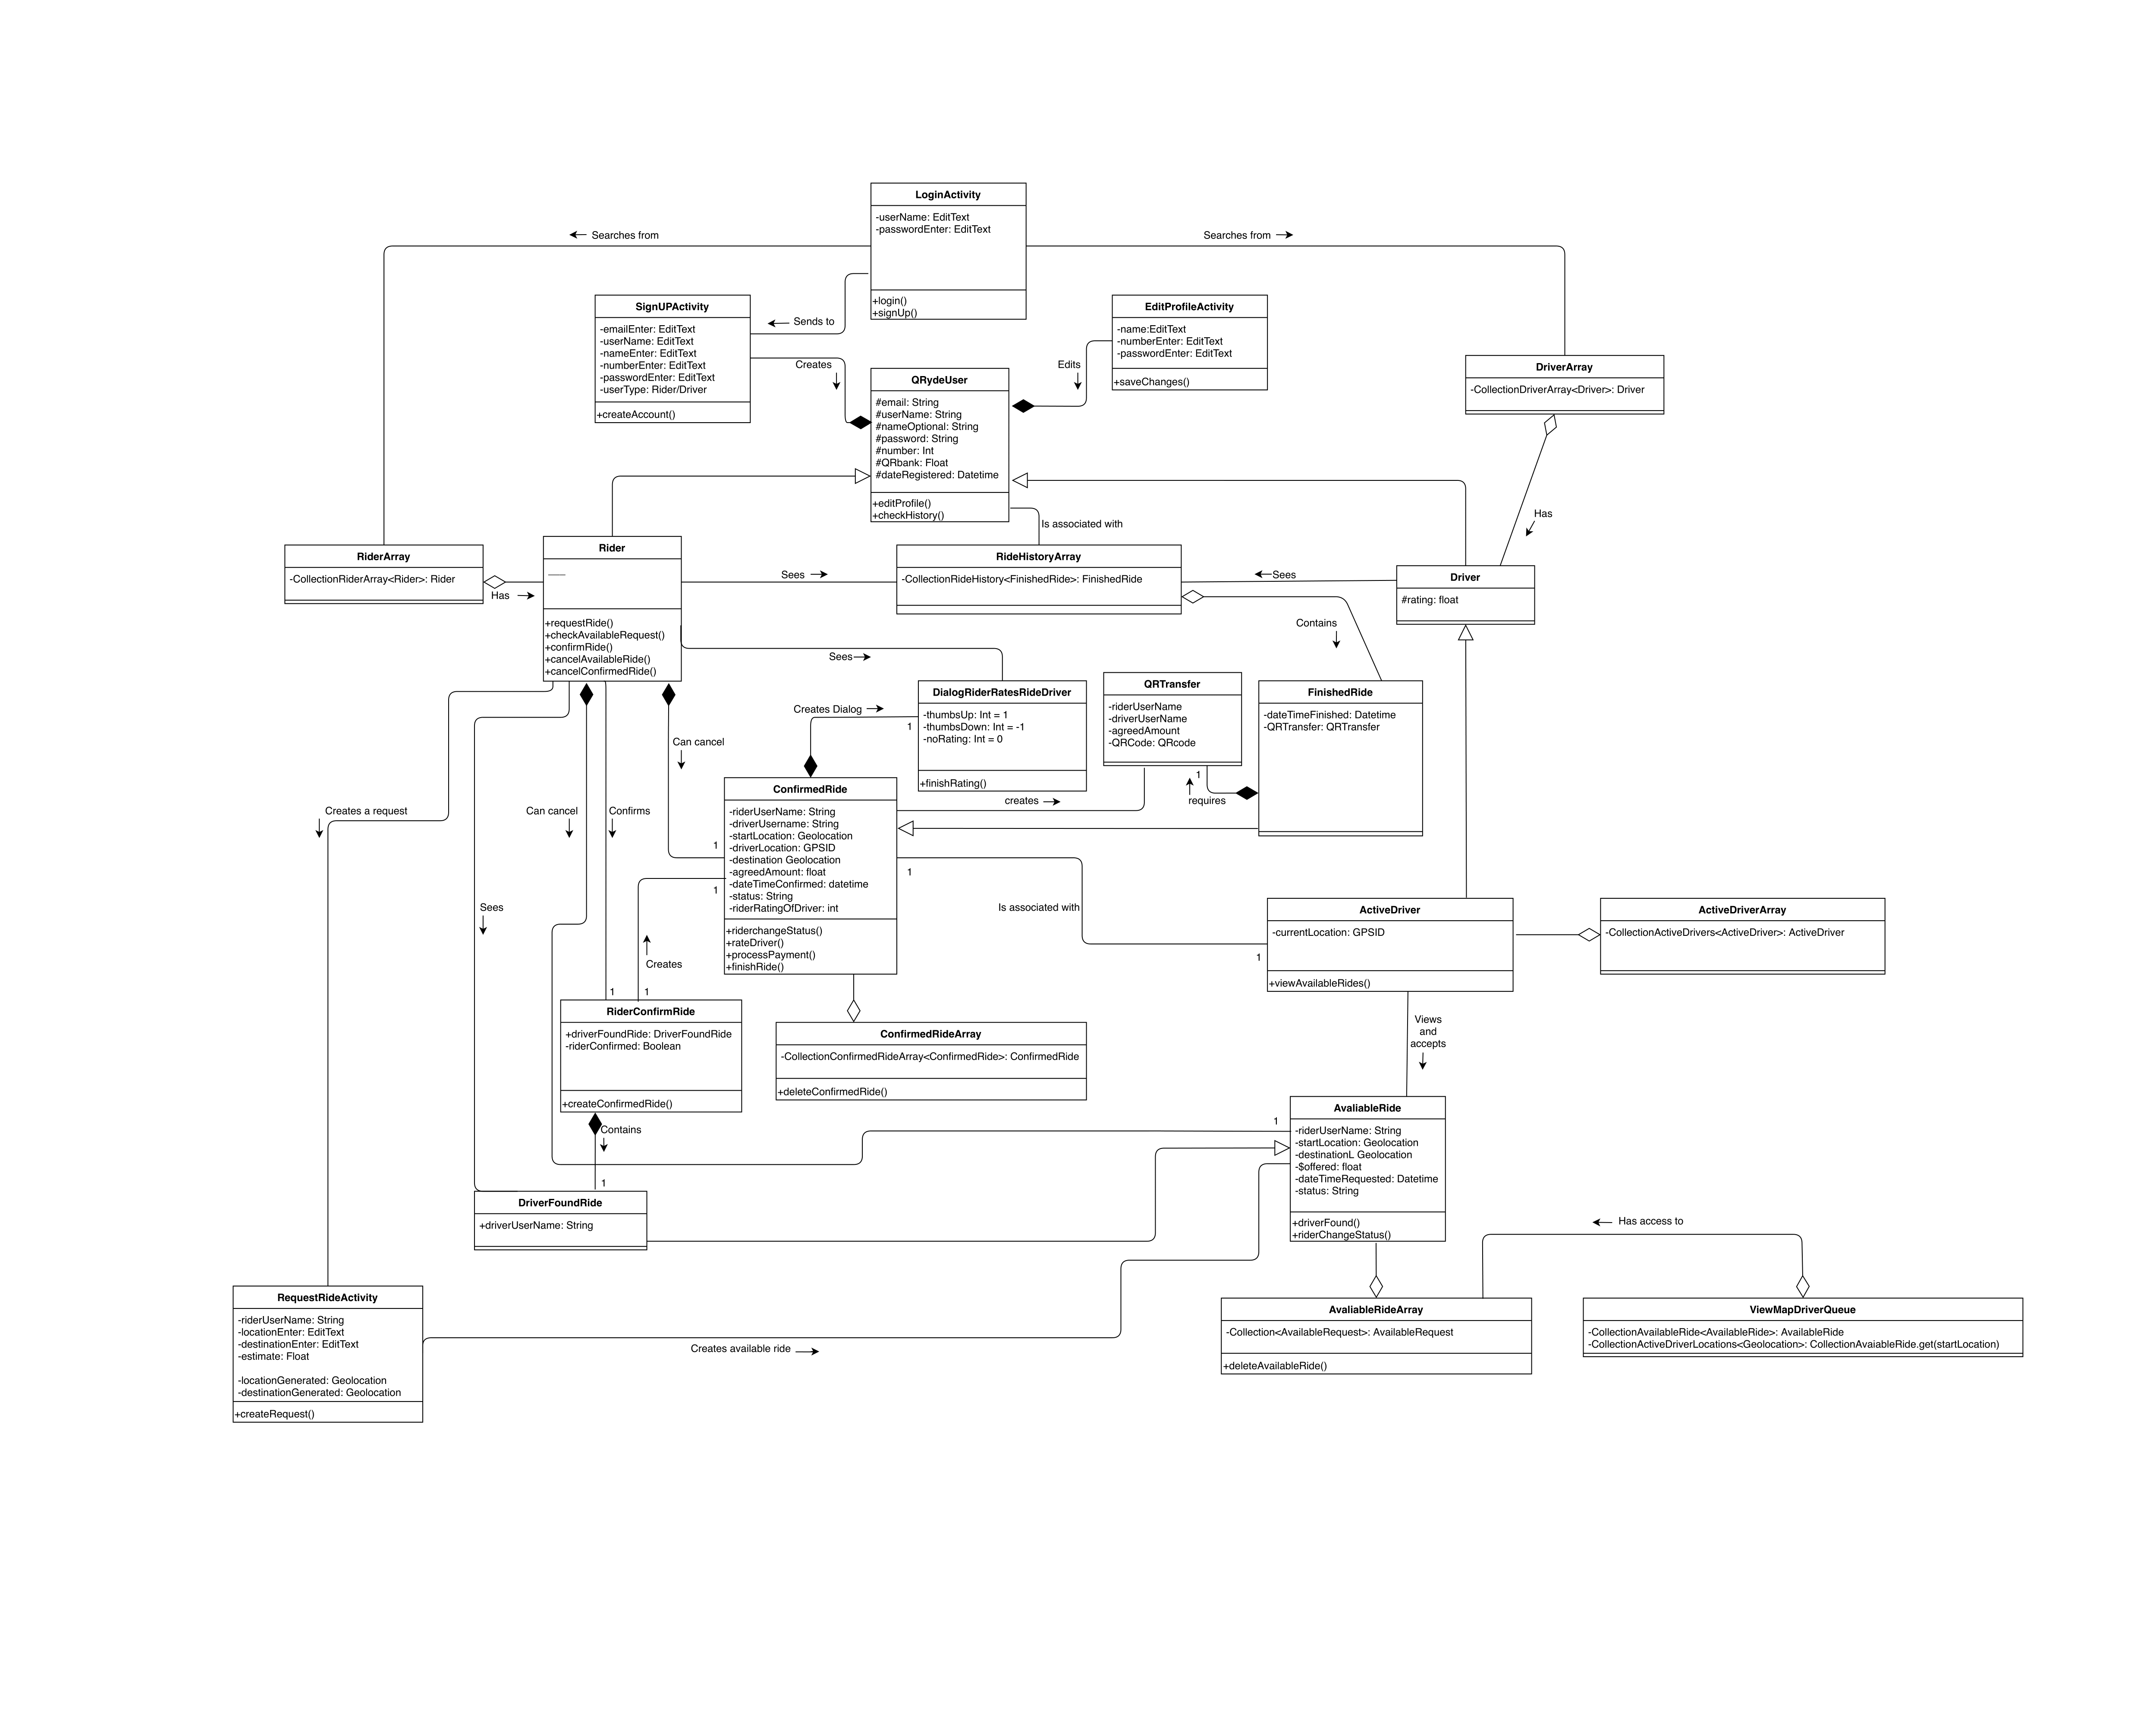 LoginActivity
-userName: EditText
-passwordEnter: EditText
+login()
+signUp()
Searches from
Searches from
SignUPActivity
-emailEnter: EditText
-userName: EditText
-nameEnter: EditText
-numberEnter: EditText
-passwordEnter: EditText
-userType: Rider/Driver
+createAccount()
Sends to
Creates
EditProfileActivity
-name:EditText
-numberEnter: EditText
-passwordEnter: EditText
+saveChanges()
Edits
QRydeUser
#email: String
#userName: String
#nameOptional: String
#password: String
#number: Int
#QRbank: Float
#dateRegistered: Datetime
+editProfile()
+checkHistory()
Is associated with
DriverArray
-CollectionDriverArray<Driver>: Driver
Has
RiderArray
-CollectionRiderArray<Rider>: Rider
Has
Rider
___
+requestRide()
+checkAvailableRequest()
+confirmRide()
+cancelAvailableRide()
+cancelConfirmedRide()
Sees
RideHistoryArray
-CollectionRideHistory<FinishedRide>: FinishedRide
Sees
Driver
#rating: float
Contains
Sees
DialogRiderRatesRideDriver
-thumbsUp: Int = 1
-thumbsDown: Int = -1
-noRating: Int = 0
+finishRating()
Creates Dialog
1
QRTransfer
-riderUserName
-driverUserName
-agreedAmount
-QRCode: QRcode
1
requires
creates
FinishedRide
-dateTimeFinished: Datetime
-QRTransfer: QRTransfer
Can cancel
Creates a request
Can cancel
Confirms
Sees
ConfirmedRide
-riderUserName: String
-driverUsername: String
-startLocation: Geolocation
-driverLocation: GPSID
-destination Geolocation
-agreedAmount: float
-dateTimeConfirmed: datetime
-status: String
-riderRatingOfDriver: int
+riderchangeStatus()
+rateDriver()
+processPayment()
+finishRide()
1
1
1
Is associated with
1
Creates
1
1
ActiveDriver
-currentLocation: GPSID
+viewAvailableRides()
ActiveDriverArray
-CollectionActiveDrivers<ActiveDriver>: ActiveDriver
RiderConfirmRide
+driverFoundRide: DriverFoundRide
-riderConfirmed: Boolean
+createConfirmedRide()
Contains
1
ConfirmedRideArray
-CollectionConfirmedRideArray<ConfirmedRide>: ConfirmedRide
+deleteConfirmedRide()
Views
and
accepts
1
AvaliableRide
-riderUserName: String
-startLocation: Geolocation
-destinationL Geolocation
-$offered: float
-dateTimeRequested: Datetime
-status: String
+driverFound()
+riderChangeStatus()
DriverFoundRide
+driverUserName: String
Has access to
RequestRideActivity
-riderUserName: String
-locationEnter: EditText
-destinationEnter: EditText
-estimate: Float
-locationGenerated: Geolocation
-destinationGenerated: Geolocation
+createRequest()
Creates available ride
AvaliableRideArray
-Collection<AvailableRequest>: AvailableRequest
+deleteAvailableRide()
ViewMapDriverQueue
-CollectionAvailableRide<AvailableRide>: AvailableRide
-CollectionActiveDriverLocations<Geolocation>: CollectionAvaiableRide.get(startLocation)